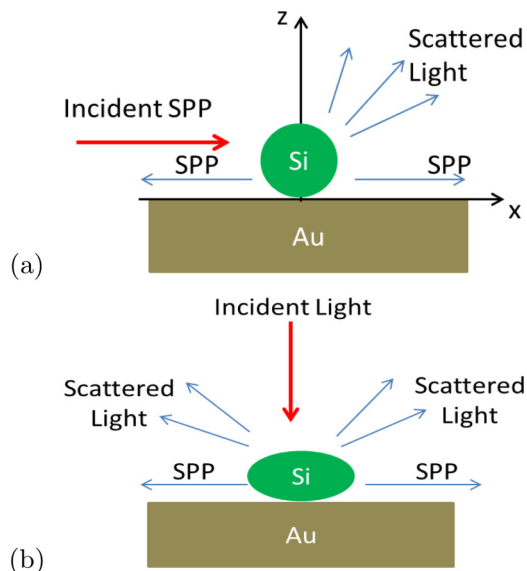 z
Scattered
Light
Incident SPP
SPP
Si
SPP
x
Au
(a)
Incident Light
Scattered
Light
Scattered
Light
SPP
Si
SPP
Au
(b)